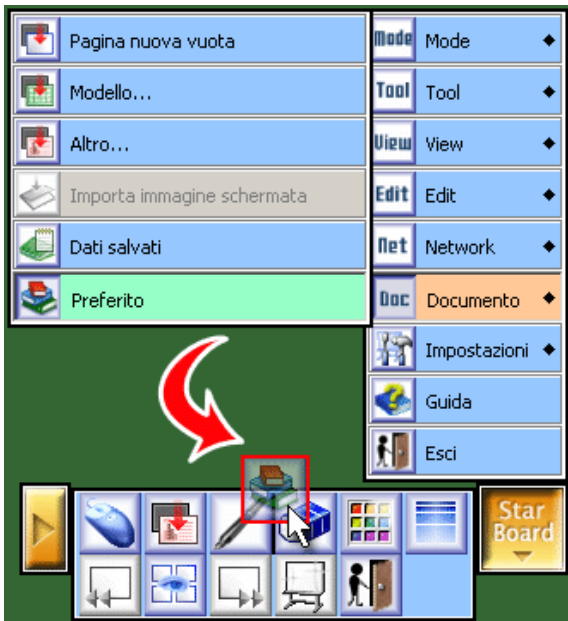 Pagina nuova vuota
Modello...
Altro...
Importa immagine schermata
Dati salvati
Preferito
Mode Mode
Tool Tool
View View
Edit Edit
Net Network
Doc Documento
Impostazioni
Guida
Esci
Star
Board